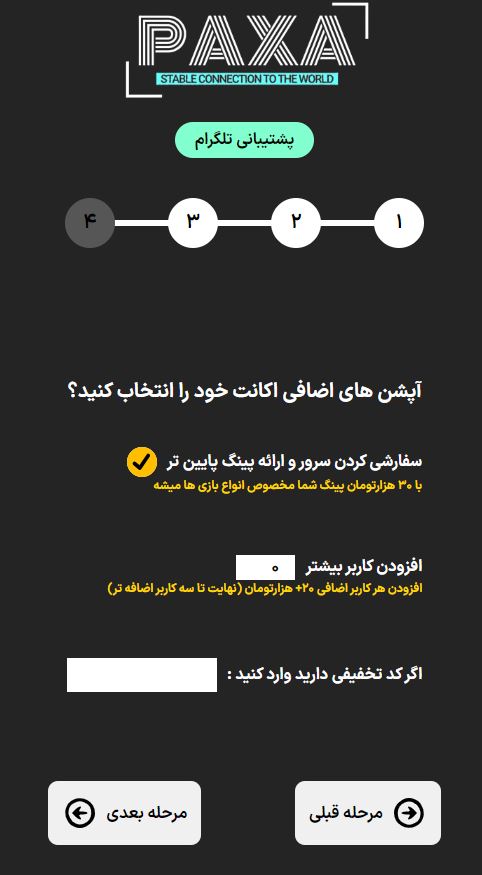 PAXA
STABLE CONNECTION TO THE WORLD
پشتیبانی تلگرام
۱ ۲ ۳ ۴
آپشن های اضافی اکانت خود را انتخاب کنید؟
سفارشی کردن سرور و ارائه پینگ پایین تر
با ۳۰ هزارتومان پینگ شما مخصوص انواع بازی ها میشه
افزودن کاربر بیشتر ۰
افزودن هر کاربر اضافی ۲۰+ هزارتومان (نهایت تا سه کاربر اضافه تر)
اگر کد تخفیفی دارید وارد کنید :
مرحله قبلی
مرحله بعدی